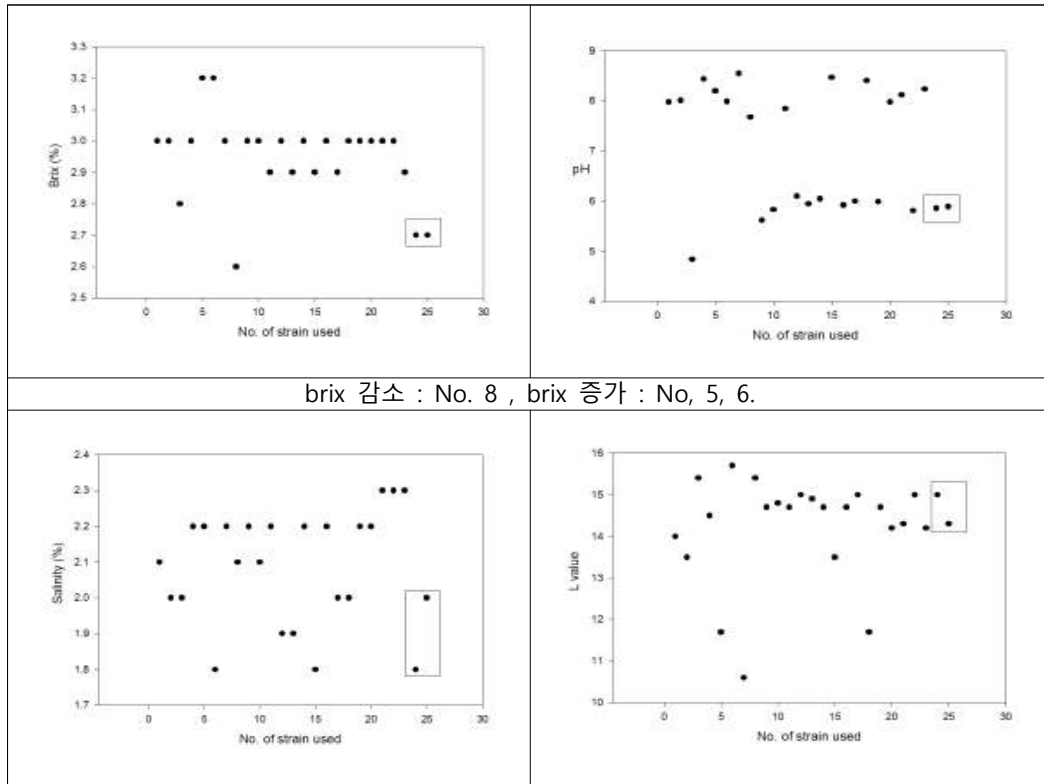 3.3
3.2
3.1
3.0
2.9
2.8
2.7
2.6
2.5
Brix (%)
0 5 10 15 20 25 30
No. of strain used
9
8
7
6
5
4
pH
0 5 10 15 20 25 30
No. of strain used
brix 감소 : No. 8 , brix 증가 : No, 5, 6.
2.4
2.3
2.2
2.1
2.0
1.9
1.8
1.7
Salinity (%)
0 5 10 15 20 25 30
No. of strain used
16
15
14
13
12
11
10
L value
0 5 10 15 20 25 30
No. of strain used